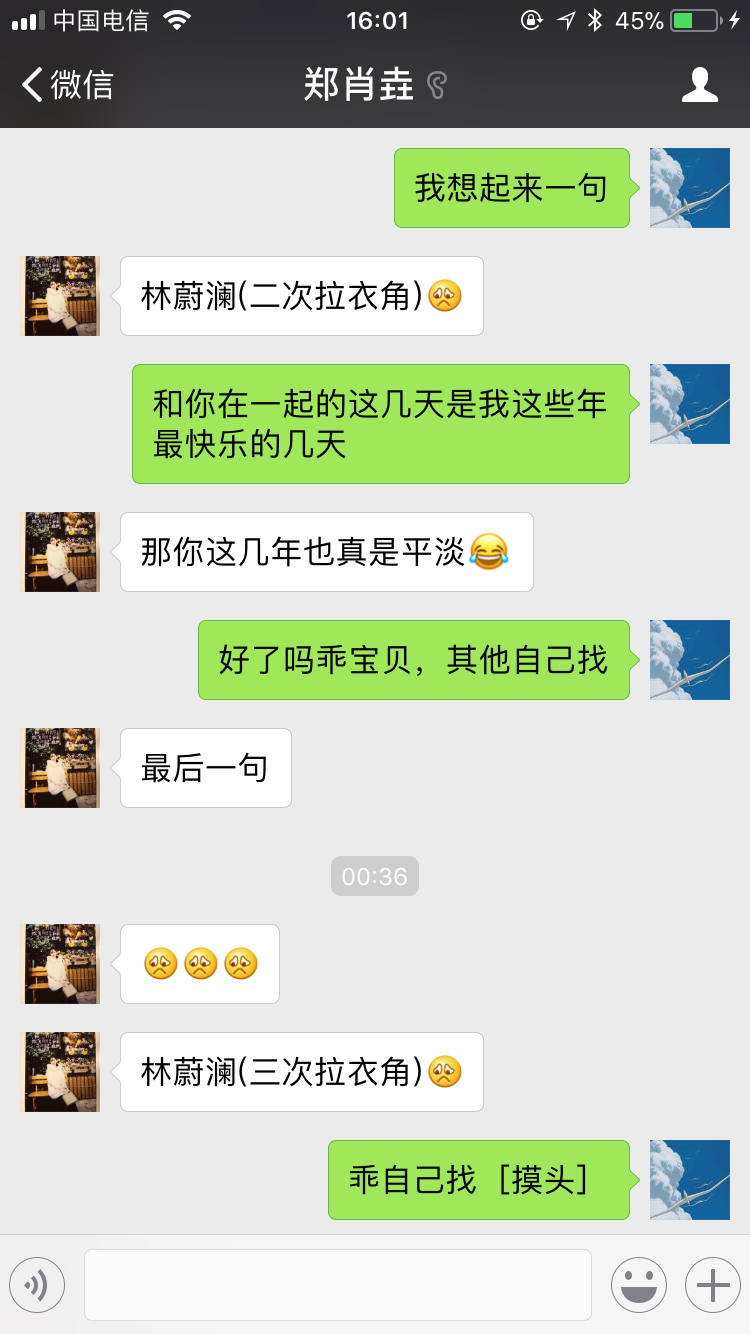 中国电信 16:01 45%
微信 郑肖垚
我想起来一句
林蔚澜(二次拉衣角)🥺
和你在一起的这几天是我这些年
最快乐的几天
那你这几年也真是平淡😂
好了吗乖宝贝，其他自己找
最后一句
00:36
🥺🥺🥺
林蔚澜(三次拉衣角)🥺
乖自己找［摸头］